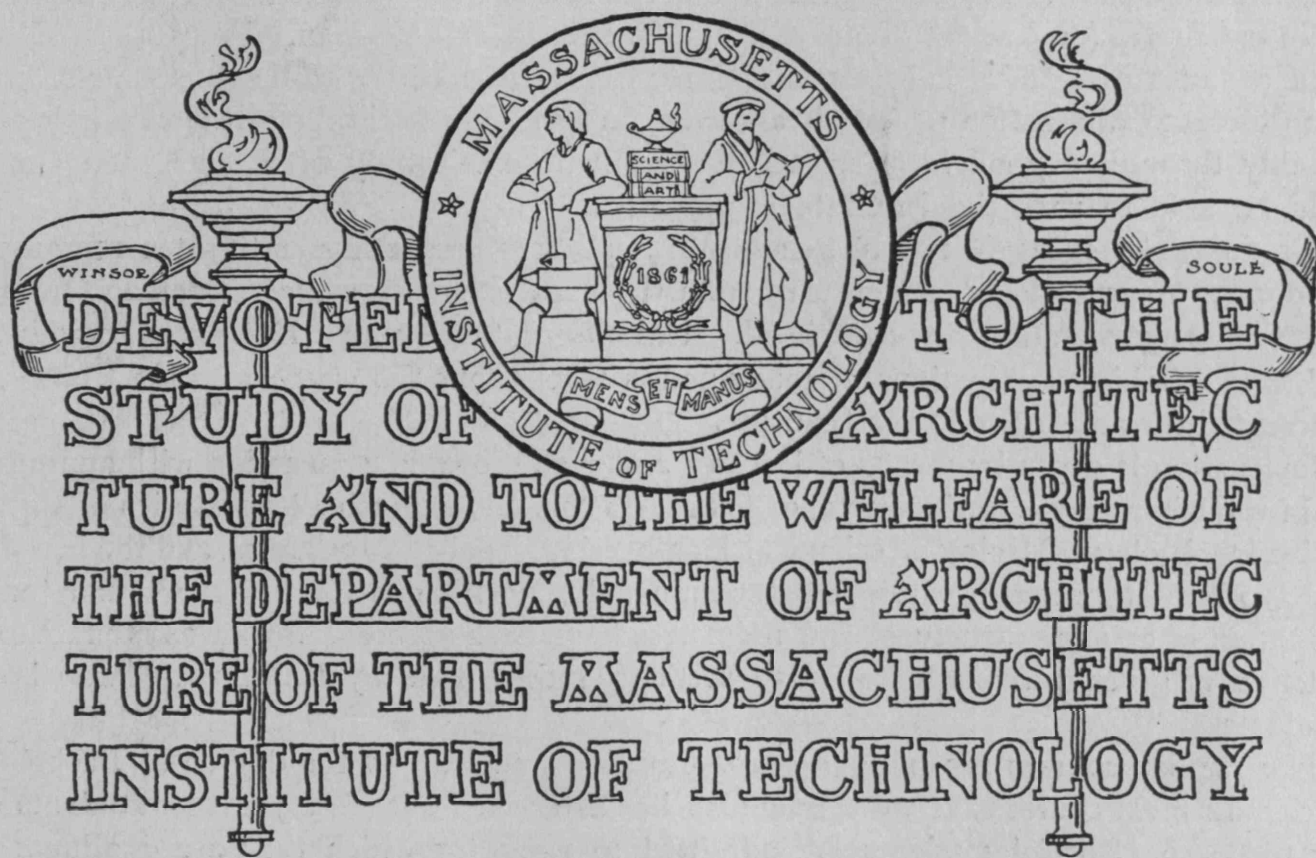 MASSACHUSETTS
INSTITUTE OF TECHNOLOGY
SCIENCE
AND
ART
1861
MENS ET MANUS
WINSOR
SOULE
DEVOTED TO THE
STUDY OF ARCHITEC
TURE AND TO THE WELFARE OF
THE DEPARTMENT OF ARCHITEC
TURE OF THE MASSACHUSETTS
INSTITUTE OF TECHNOLOGY